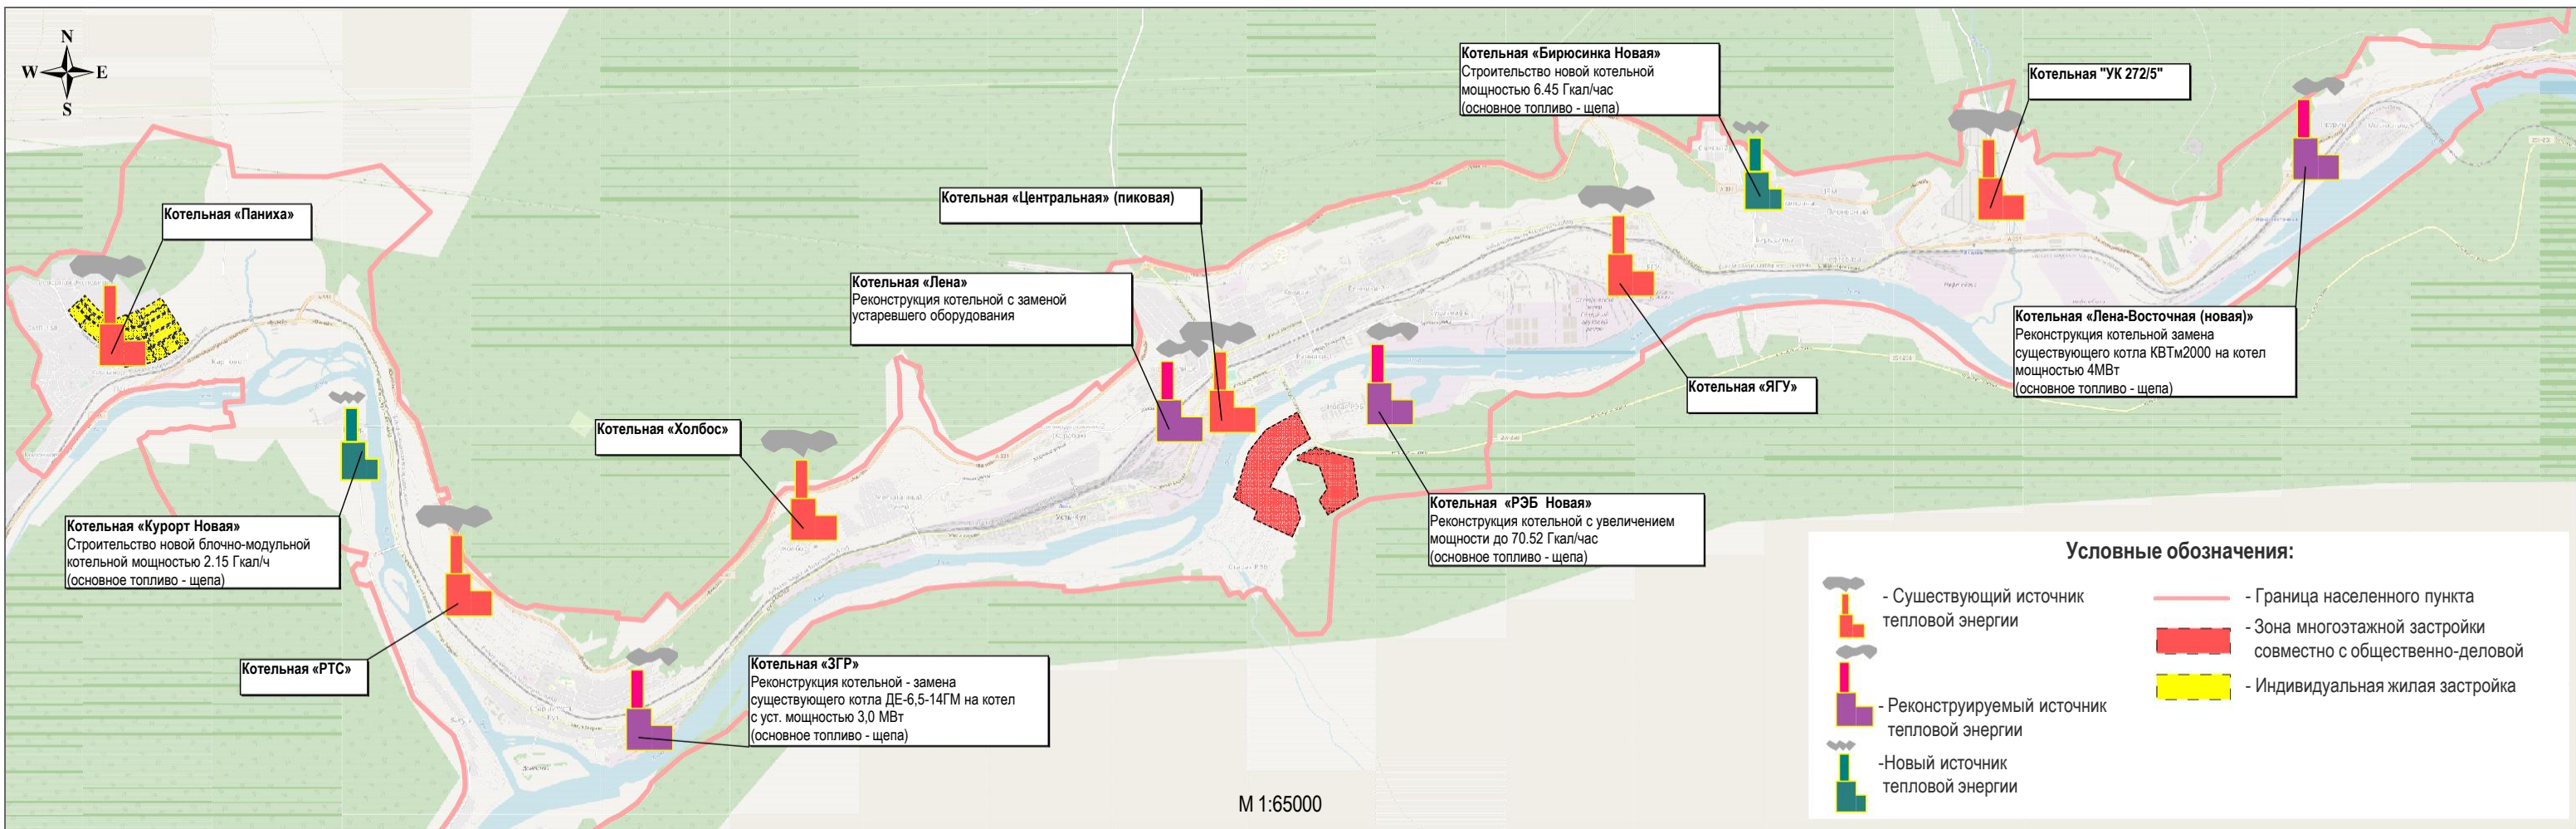 N
W E
S
Котельная «Паниха»
Котельная «Курорт Новая»
Строительство новой блочно-модульной
котельной мощностью 2.15 Гкал/ч
(основное топливо - щепа)
Котельная «РТС»
Котельная «Холбос»
Котельная «ЗГР»
Реконструкция котельной - замена
существующего котла ДЕ-6,5-14ГМ на котел
с уст. мощностью 3,0 МВт
(основное топливо - щепа)
Котельная «Лена»
Реконструкция котельной с заменой
устаревшего оборудования
Котельная «Центральная» (пиковая)
Котельная «РЭБ Новая»
Реконструкция котельной с увеличением
мощности до 70.52 Гкал/час
(основное топливо - щепа)
Котельная «Бирюсинка Новая»
Строительство новой котельной
мощностью 6.45 Гкал/час
(основное топливо - щепа)
Котельная «ЯГУ»
Котельная "УК 272/5"
Котельная «Лена-Восточная (новая)»
Реконструкция котельной замена
существующего котла КВТм2000 на котел
мощностью 4МВт
(основное топливо - щепа)
М 1:65000
Условные обозначения:
- Сушествующий источник
тепловой энергии
- Реконструируемый источник
тепловой энергии
-Новый источник
тепловой энергии
- Граница населенного пункта
- Зона многоэтажной застройки
совместно с общественно-деловой
- Индивидуальная жилая застройка